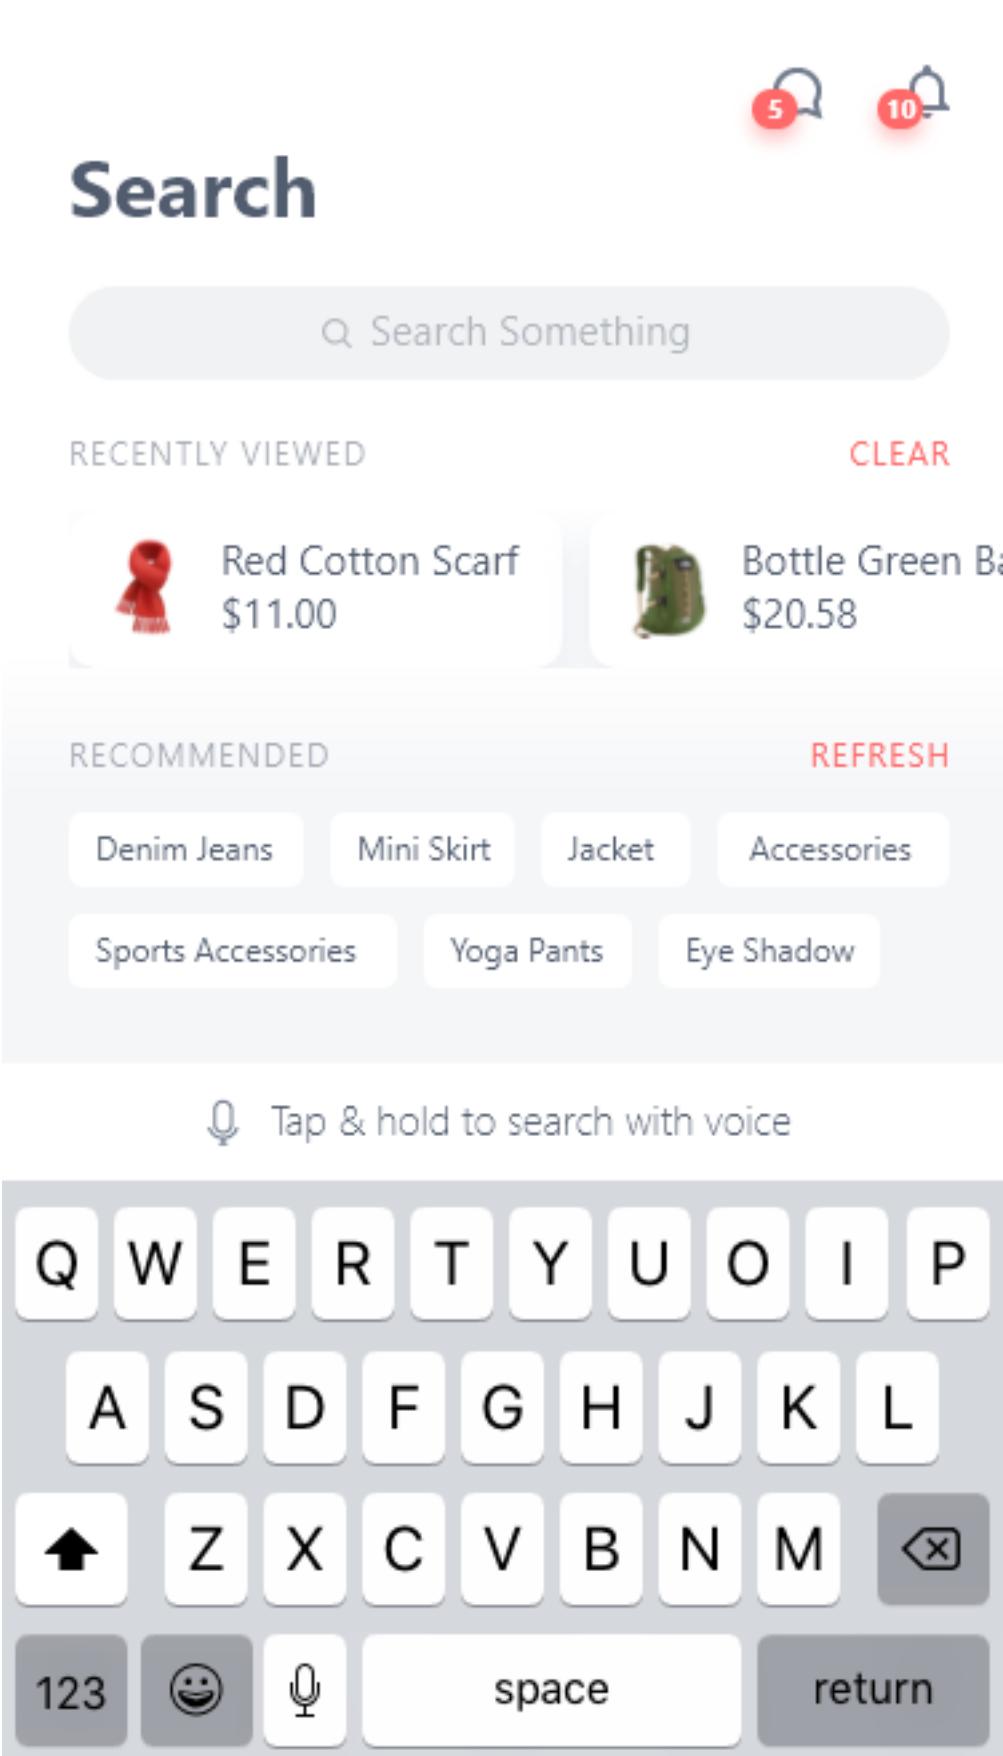 5 10
Search
Search Something
RECENTLY VIEWED CLEAR
Red Cotton Scarf Bottle Green
$11.00 $20.58
RECOMMENDED REFRESH
Denim Jeans Mini Skirt Jacket Accessories
Sports Accessories Yoga Pants Eye Shadow
Tap & hold to search with voice
Q W E R T Y U O I P
A S D F G H J K L
Z X C V B N M
123 space return